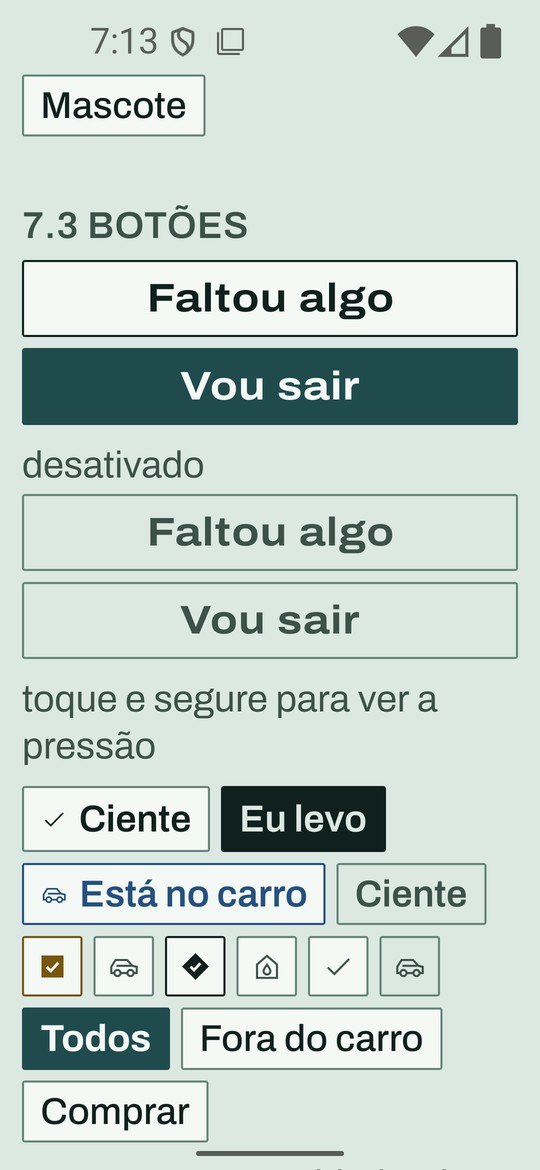 7:13
Mascote
7.3 BOTÕES
Faltou algo
Vou sair
desativado
Faltou algo
Vou sair
toque e segure para ver a
pressão
Ciente Eu levo
Está no carro Ciente
Todos Fora do carro
Comprar